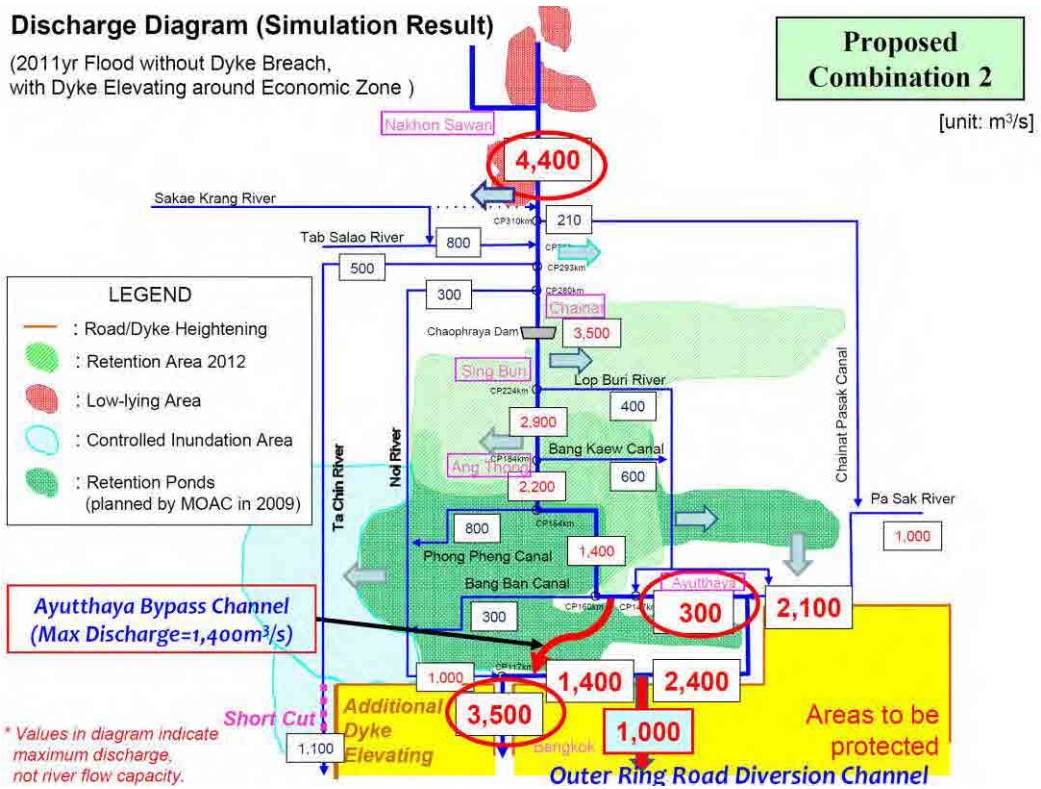 Discharge Diagram (Simulation Result)
(2011yr Flood without Dyke Breach,
with Dyke Elevating around Economic Zone )
Proposed
Combination 2
[unit: m³/s]
Nakhon Sawan
4,400
Sakae Krang River
CP310km
210
Tab Salao River
800
500
CP293km
300
CP280km
LEGEND
: Road/Dyke Heightening
: Retention Area 2012
: Low-lying Area
: Controlled Inundation Area
: Retention Ponds
(planned by MOAC in 2009)
Chainat
Chaophraya Dam
3,500
Sing Buri
Lop Buri River
CP224km
400
2,900
Bang Kaew Canal
Ang Thong
600
2,200
Ta Chin River
Noi River
Chainat Pasak Canal
Pa Sak River
1,000
800
CP164km
Phong Pheng Canal
1,400
Bang Ban Canal
Ayutthaya
CP160km
300
300
2,100
Ayutthaya Bypass Channel
(Max Discharge=1,400m³/s)
CP117km
1,000
1,400
2,400
3,500
1,000
Short Cut
1,100
Additional
Dyke
Elevating
Bangkok
Areas to be
protected
Outer Ring Road Diversion Channel
* Values in diagram indicate
maximum discharge,
not river flow capacity.